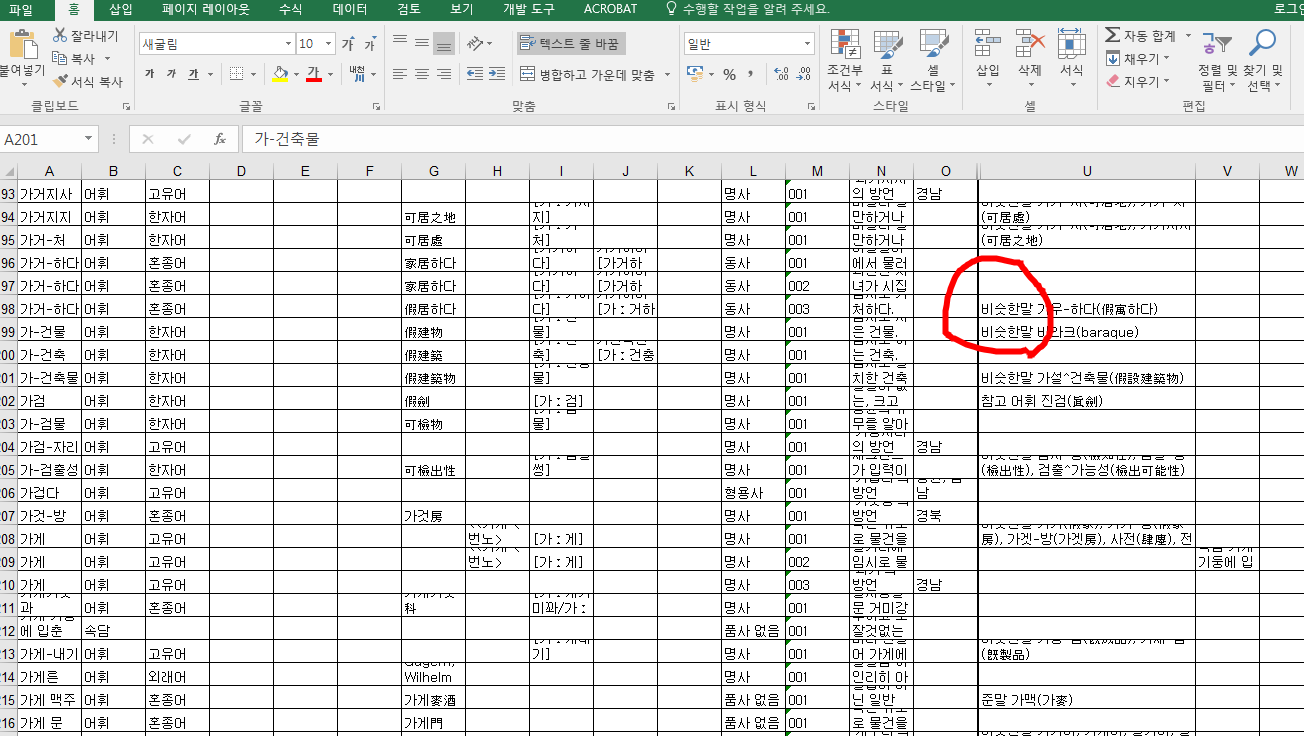 파일 홈 삽입 페이지 레이아웃 수식 데이터 검토 보기 개발 도구 ACROBAT 수행할 작업을 알려 주세요. 로그인
잘라내기 새굴림 10 가 가 텍스트 줄 바꿈 일반 자동 합계
붙여넣기 복사 채우기
서식 복사 가 가 가 가 내천 병합하고 가운데 맞춤 % , 조건부 서식 표 서식 셀 스타일 삽입 삭제 서식 지우기 정렬 및 필터 찾기 및 선택
클립보드 글꼴 맞춤 표시 형식 스타일 셀 편집
A201 fx 가-건축물
A B C D E F G H I J K L M N O U V W
93 가거지사 어휘 고유어 명사 001 의 방언 경남
94 가거지지 어휘 한자어 可居之地 지] 명사 001 만하거나 (可居處)
95 가거-처 어휘 한자어 可居處 처] 명사 001 만하거나 (可居之地)
96 가거-하다 어휘 혼종어 家居하다 다] [가거하 동사 001 에서 물러
97 가거-하다 어휘 혼종어 家居하다 다] [가거하 동사 002 녀가 시집
98 가거-하다 어휘 혼종어 假居하다 다] [가:거하 동사 003 처하다. 비슷한말 가우-하다(假寓하다)
99 가-건물 어휘 한자어 假建物 물] 명사 001 은 건물. 비슷한말 바라크(baraque)
200 가-건축 어휘 한자어 假建築 축] [가:건충 명사 001 는 건축.
201 가-건축물 어휘 한자어 假建築物 물] 명사 001 치한 건축 비슷한말 가설^건축물(假設建築物)
202 가검 어휘 한자어 假劍 [가:검] 명사 001 는, 크고 참고 어휘 진검(眞劍)
203 가-검물 어휘 한자어 可檢物 물] 명사 001 무를 알아
204 가검-자리 어휘 고유어 명사 001 의 방언 경남
205 가-검출성 어휘 한자어 可檢出性 썽] 명사 001 가 입력이 (檢出性), 검출^가능성(檢出可能性)
206 가겁다 어휘 고유어 형용사 001 방언 남
207 가것-방 어휘 혼종어 가것房 명사 001 방언 경북
208 가게 어휘 고유어 번노> [가:게] 명사 001 로 물건을 房), 가겟-방(가겟房), 사전(肆廛), 전
209 가게 어휘 고유어 번노> [가:게] 명사 002 임시로 물 기둥에 입
210 가게 어휘 고유어 명사 003 방언 경남
211 과 어휘 혼종어 科 미꽈/가: 명사 001 문 거미강
212 에 입춘 속담 품사 없음 001 잘것없는
213 가게-내기 어휘 고유어 기] 명사 001 어 가게에 (旣製品)
214 가게른 어휘 외래어 Wilhelm 명사 001 인리히 아
215 가게 맥주 어휘 혼종어 가게麥酒 품사 없음 001 닌 일반 준말 가맥(가麥)
216 가게 문 어휘 혼종어 가게門 품사 없음 001 로 물건을